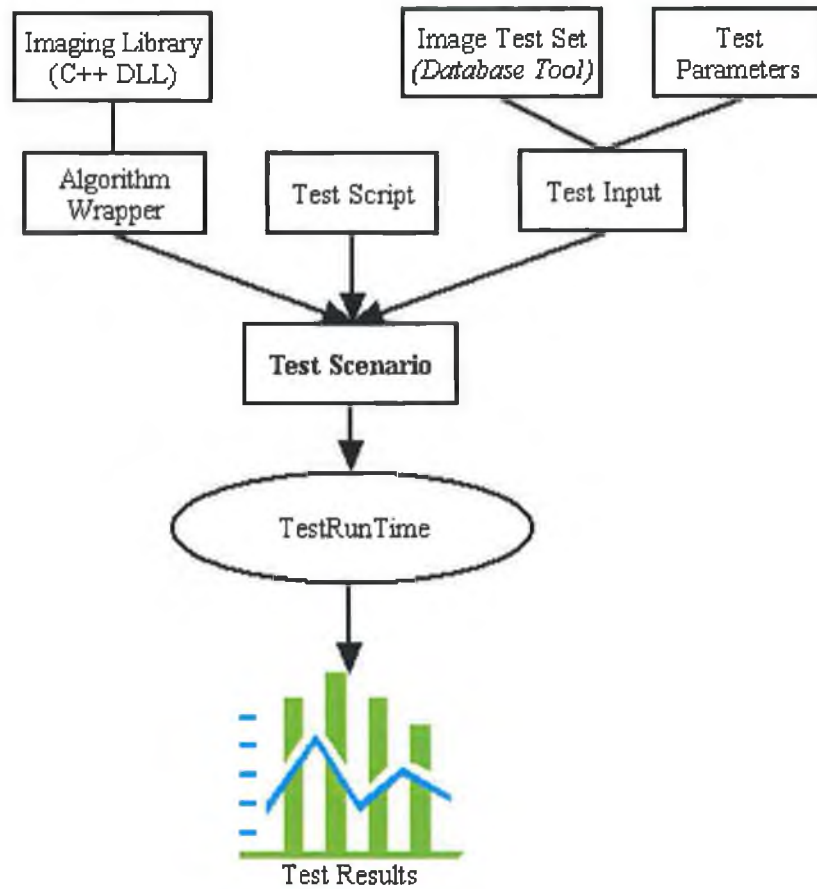 Imaging Library
(C++ DLL)
Image Test Set
(Database Tool)
Test
Parameters
Algorithm
Wrapper
Test Script
Test Input
Test Scenario
TestRunTime
Test Results